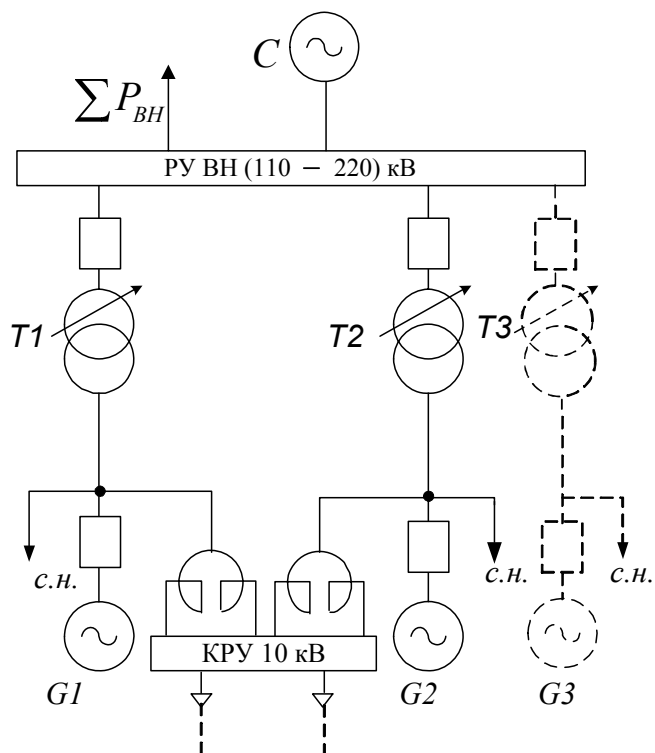 C
∑ P_ВН
РУ ВН (110 – 220) кВ
T1
T2
T3
с.н.
с.н.
с.н.
КРУ 10 кВ
G1
G2
G3